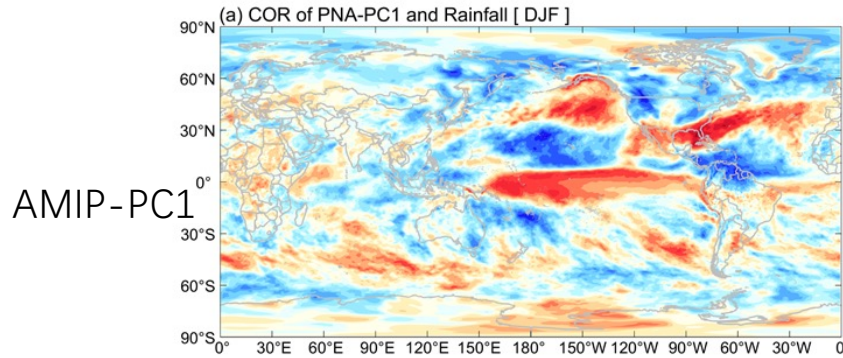 (a) COR of PNA-PC1 and Rainfall [ DJF ]
90°N
60°N
30°N
0°
AMIP-PC1
30°S
60°S
90°S
0° 30°E 60°E 90°E 120°E 150°E 180° 150°W 120°W 90°W 60°W 30°W 0